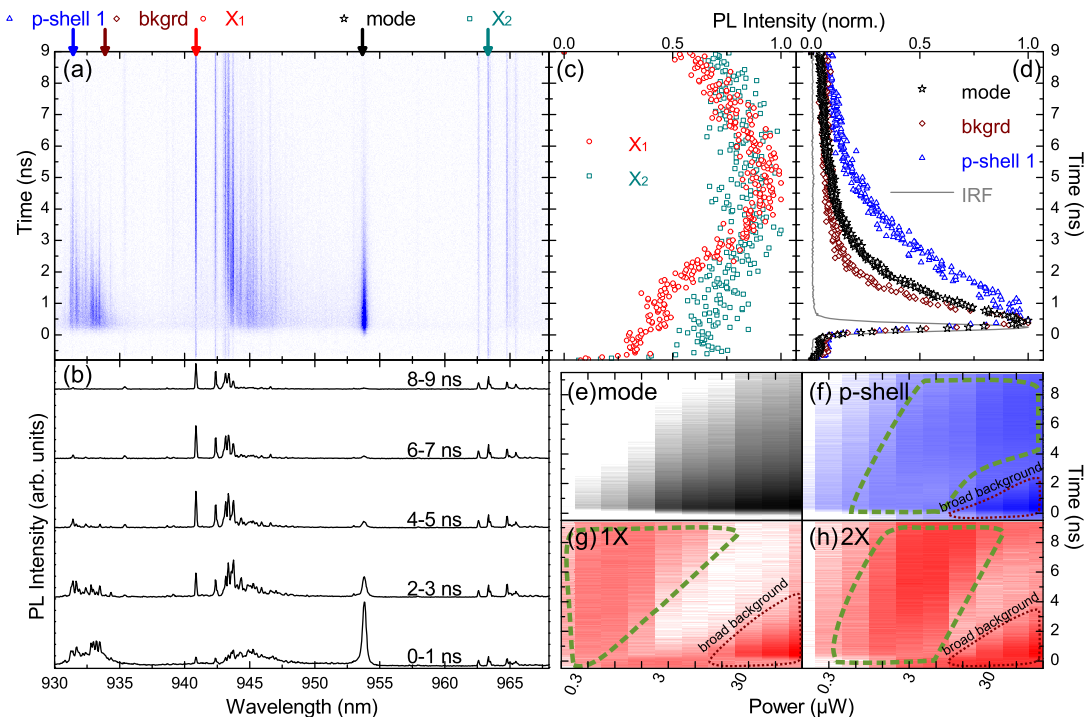 p-shell 1 bkgrd X1 mode X2
PL Intensity (norm.)
0.0 0.5 1.0 0.0 0.5 1.0
(a) (c) (d)
9
8
7
6
5
4
3
2
1
0
Time (ns)
X1
X2
mode
bkgrd
p-shell 1
IRF
9
8
7
6
5
4
3
2
1
0
Time (ns)
(b)
8-9 ns
6-7 ns
4-5 ns
2-3 ns
0-1 ns
PL Intensity (arb. units)
930 935 940 945 950 955 960 965
Wavelength (nm)
(e) mode
(f) p-shell
broad background
(g) 1X
broad background
(h) 2X
broad background
8
6
4
2
0
8
6
4
2
0
Time (ns)
0.3 3 30 0.3 3 30
Power (µW)